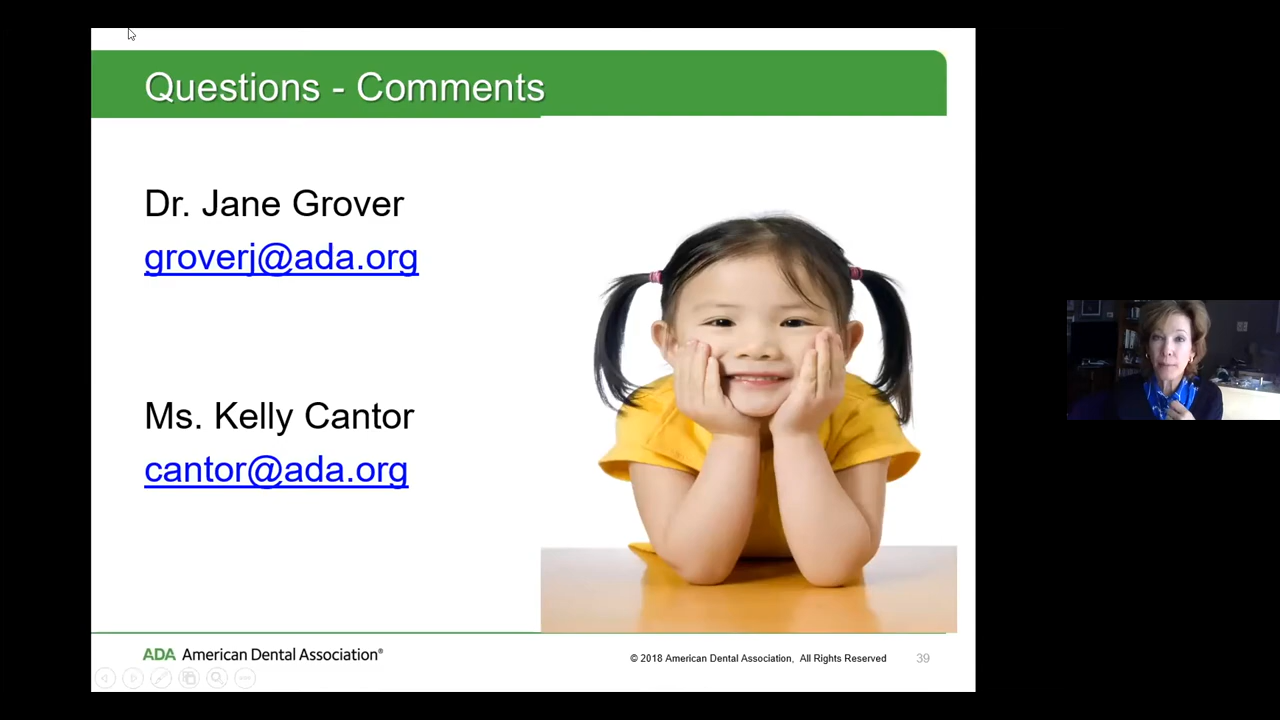 Questions - Comments
Dr. Jane Grover
groverj@ada.org
Ms. Kelly Cantor
cantor@ada.org
ADA American Dental Association®
© 2018 American Dental Association, All Rights Reserved
39